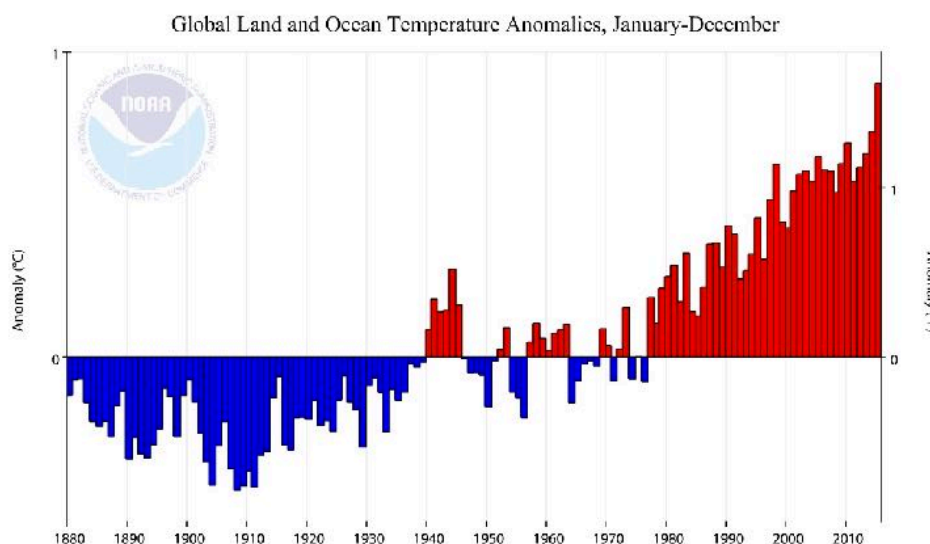 Global Land and Ocean Temperature Anomalies, January-December
1
NOAA
1
Anomaly (°C)
0
0
1880 1890 1900 1910 1920 1930 1940 1950 1960 1970 1980 1990 2000 2010